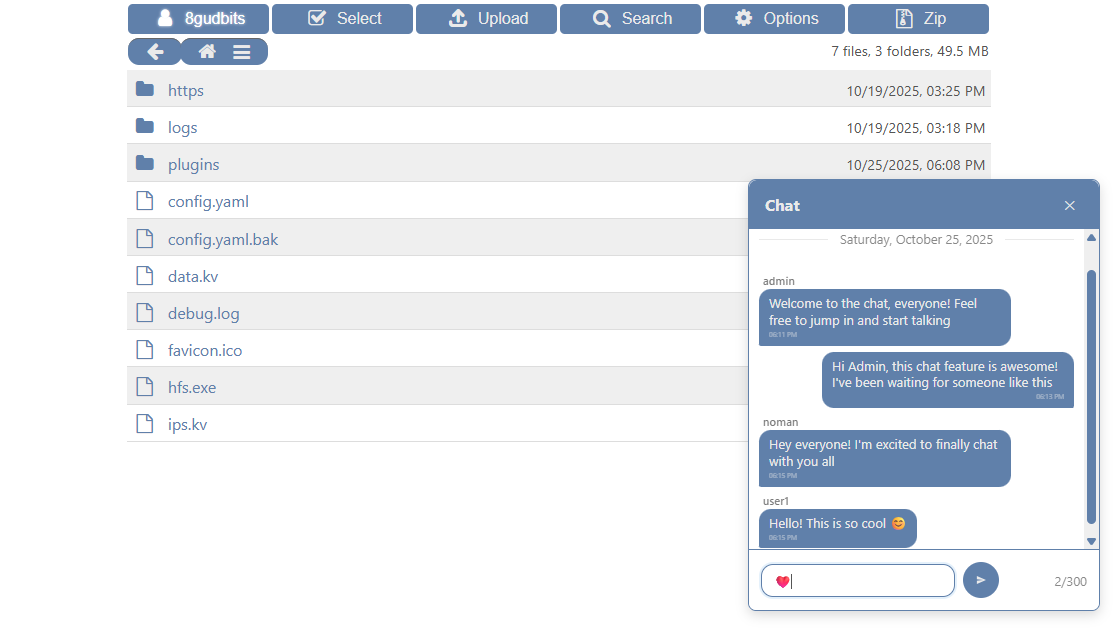 8gudbits Select Upload Search Options Zip
7 files, 3 folders, 49.5 MB
https 10/19/2025, 03:25 PM
logs 10/19/2025, 03:18 PM
plugins 10/25/2025, 06:08 PM
config.yaml
config.yaml.bak
data.kv
debug.log
favicon.ico
hfs.exe
ips.kv
Chat
Saturday, October 25, 2025
admin
Welcome to the chat, everyone! Feel
free to jump in and start talking
06:11 PM
Hi Admin, this chat feature is awesome!
I've been waiting for someone like this
06:13 PM
noman
Hey everyone! I'm excited to finally chat
with you all
06:15 PM
user1
Hello! This is so cool 😊
06:15 PM
💗
2/300